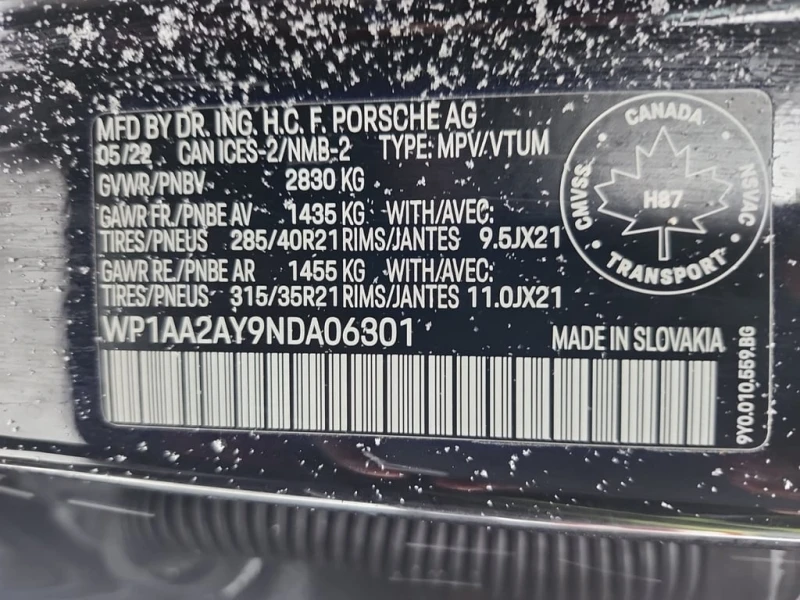 MFD BY DR. ING. H.C. F. PORSCHE AG
05/22 CAN ICES-2/NMB-2 TYPE: MPV/VTUM
GVWR/PNBV 2830 KG
GAWR FR./PNBE AV 1435 KG WITH/AVEC:
TIRES/PNEUS 285/40R21 RIMS/JANTES 9.5JX21
GAWR RE./PNBE AR 1455 KG WITH/AVEC:
TIRES/PNEUS 315/35R21 RIMS/JANTES 11.0JX21
WP1AA2AY9NDA06301 MADE IN SLOVAKIA
CANADA
CMVSS
H87
NSVAC
TRANSPORT
9Y0.010.559.BG